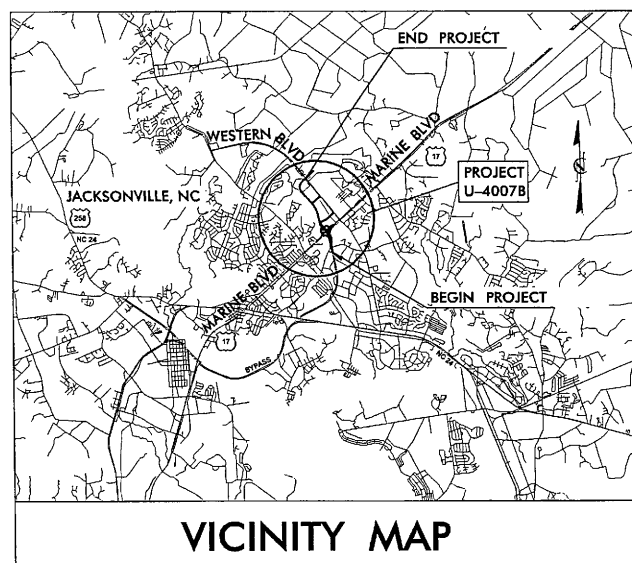 END PROJECT
WESTERN BLVD
MARINE BLVD
17
PROJECT
U-4007B
JACKSONVILLE, NC
258
NC 24
BEGIN PROJECT
MARINE BLVD
17
BYPASS
NC 24
VICINITY MAP